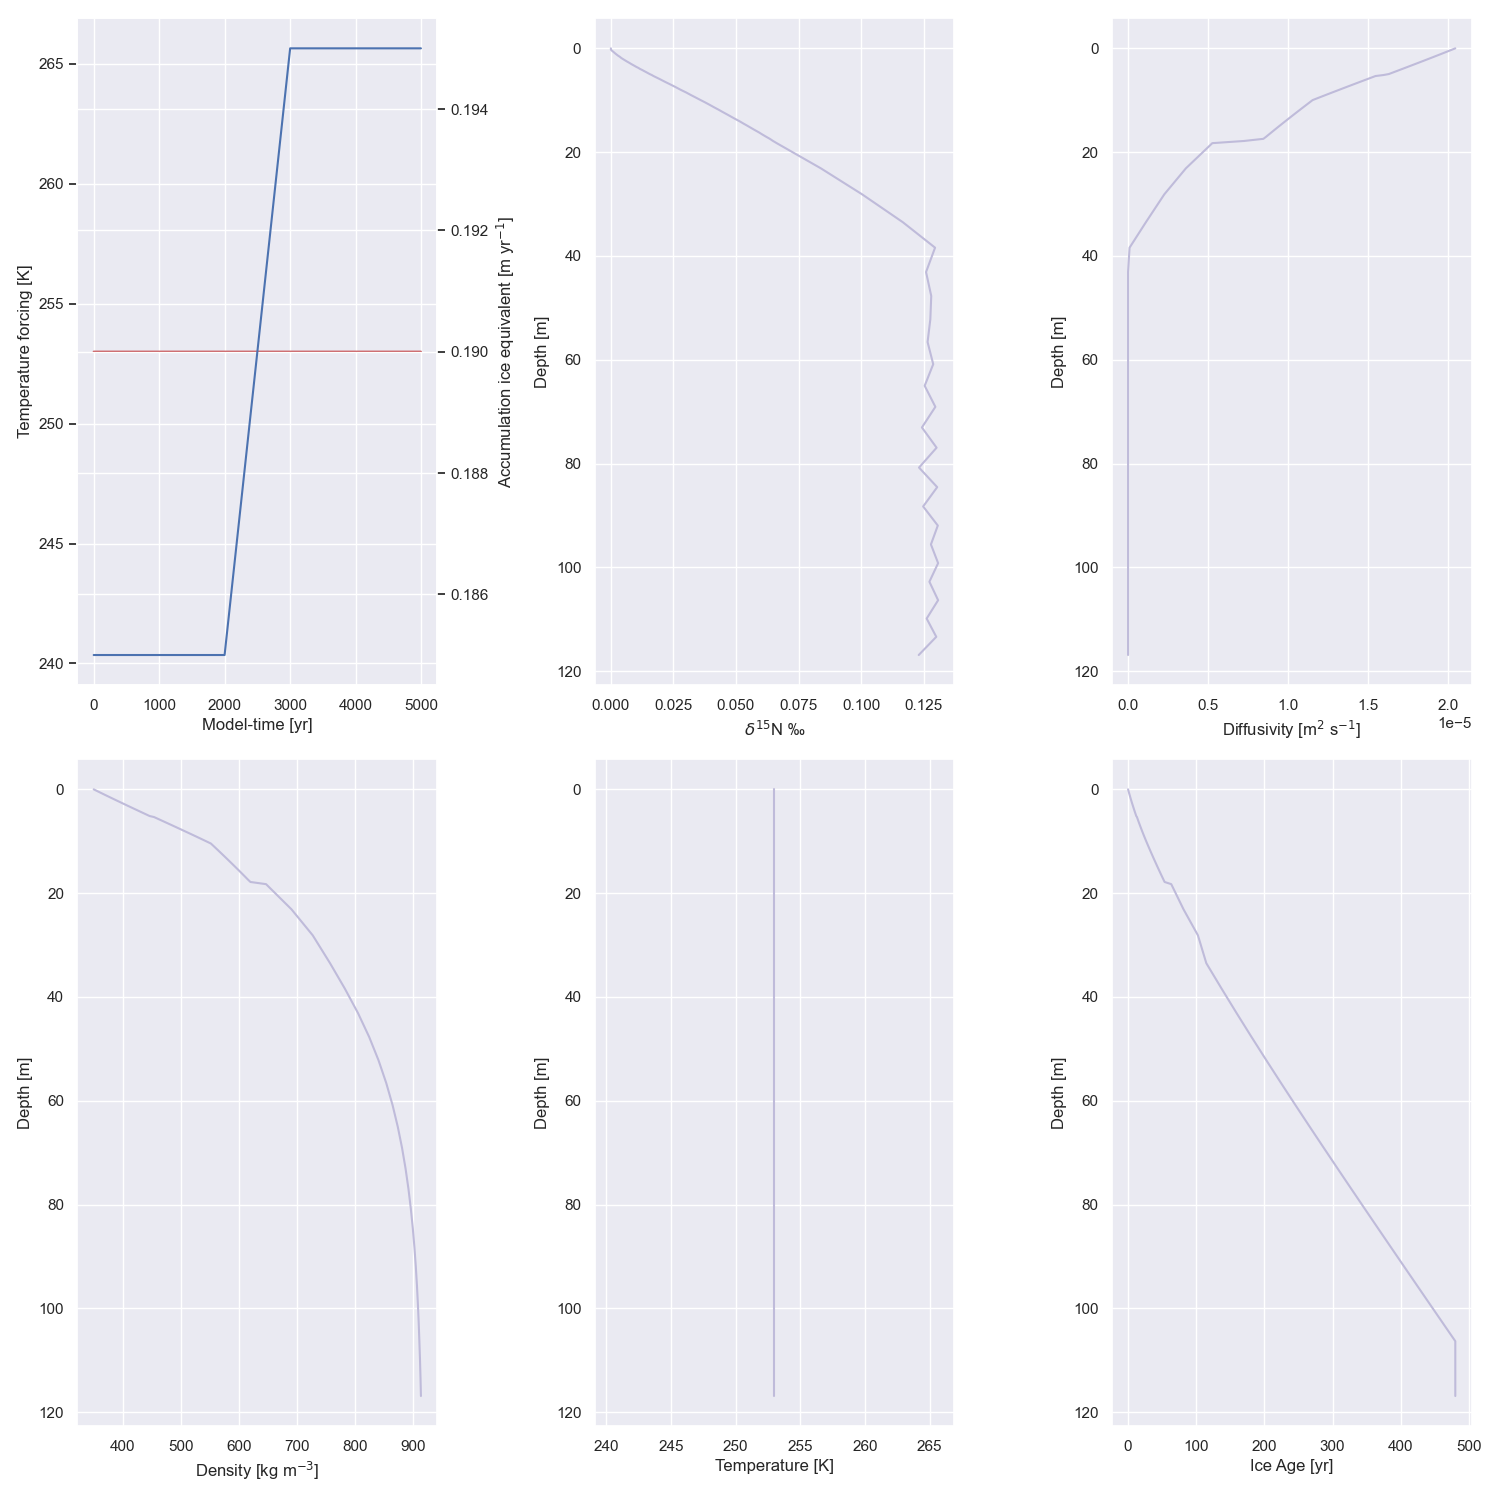 Temperature forcing [K]
265
260
255
250
245
240
0 1000 2000 3000 4000 5000
Model-time [yr]
0.194
0.192
0.190
0.188
0.186
Accumulation ice equivalent [m yr⁻¹]
Depth [m]
0
20
40
60
80
100
120
0.000 0.025 0.050 0.075 0.100 0.125
δ¹⁵N ‰
Depth [m]
0
20
40
60
80
100
120
0.0 0.5 1.0 1.5 2.0
1e−5
Diffusivity [m² s⁻¹]
Depth [m]
0
20
40
60
80
100
120
400 500 600 700 800 900
Density [kg m⁻³]
Depth [m]
0
20
40
60
80
100
120
240 245 250 255 260 265
Temperature [K]
Depth [m]
0
20
40
60
80
100
120
0 100 200 300 400 500
Ice Age [yr]